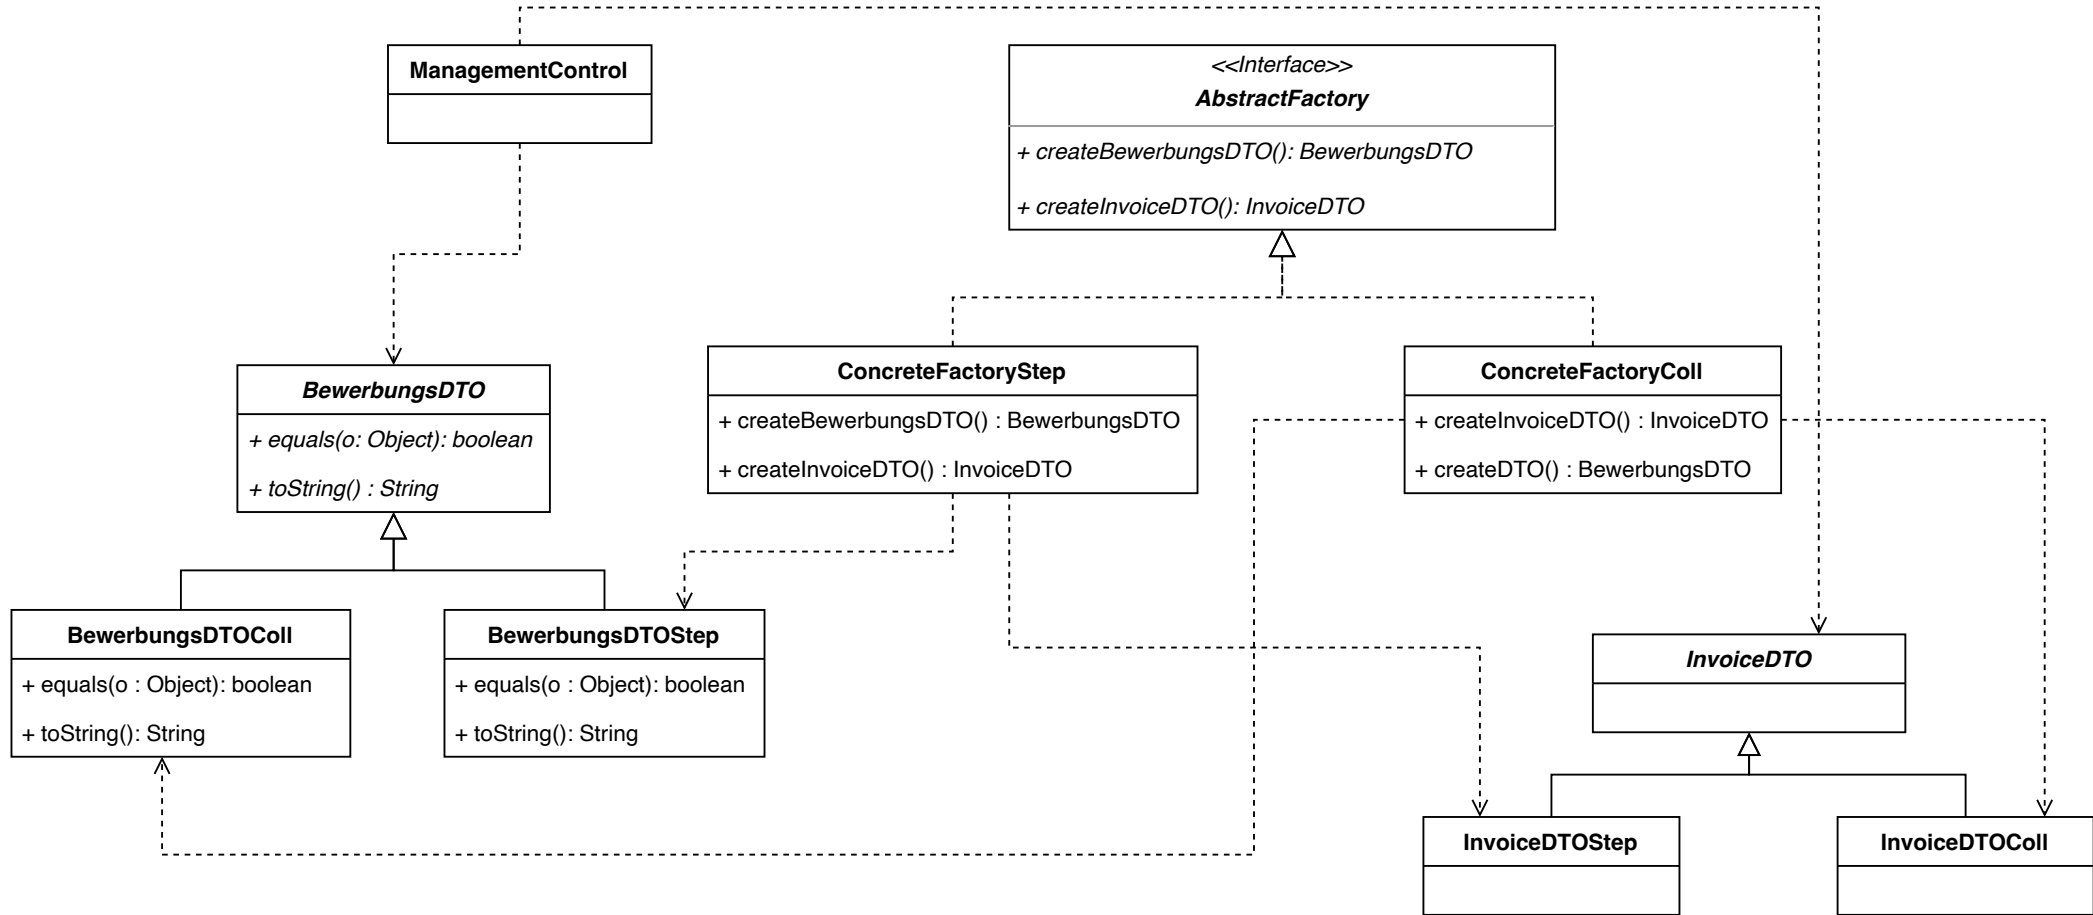 ManagementControl
<<Interface>>
AbstractFactory
+ createBewerbungsDTO(): BewerbungsDTO
+ createInvoiceDTO(): InvoiceDTO
BewerbungsDTO
+ equals(o: Object): boolean
+ toString() : String
ConcreteFactoryStep
+ createBewerbungsDTO() : BewerbungsDTO
+ createInvoiceDTO() : InvoiceDTO
ConcreteFactoryColl
+ createInvoiceDTO() : InvoiceDTO
+ createDTO() : BewerbungsDTO
BewerbungsDTOColl
+ equals(o : Object): boolean
+ toString(): String
BewerbungsDTOStep
+ equals(o : Object): boolean
+ toString(): String
InvoiceDTO
InvoiceDTOStep
InvoiceDTOColl